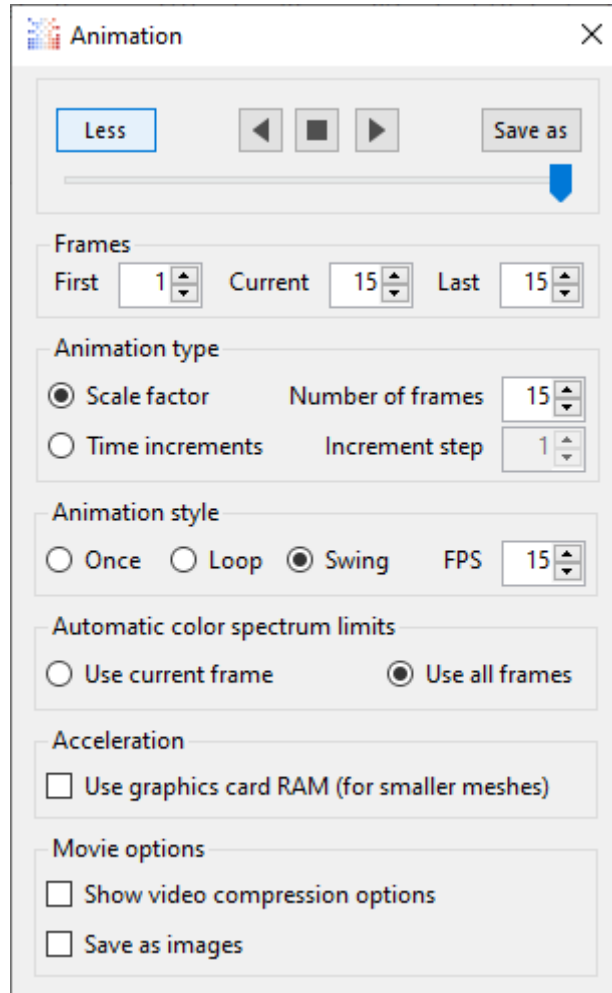 Animation
Less Save as
Frames
First 1 Current 15 Last 15
Animation type
Scale factor Number of frames 15
Time increments Increment step 1
Animation style
Once Loop Swing FPS 15
Automatic color spectrum limits
Use current frame Use all frames
Acceleration
Use graphics card RAM (for smaller meshes)
Movie options
Show video compression options
Save as images